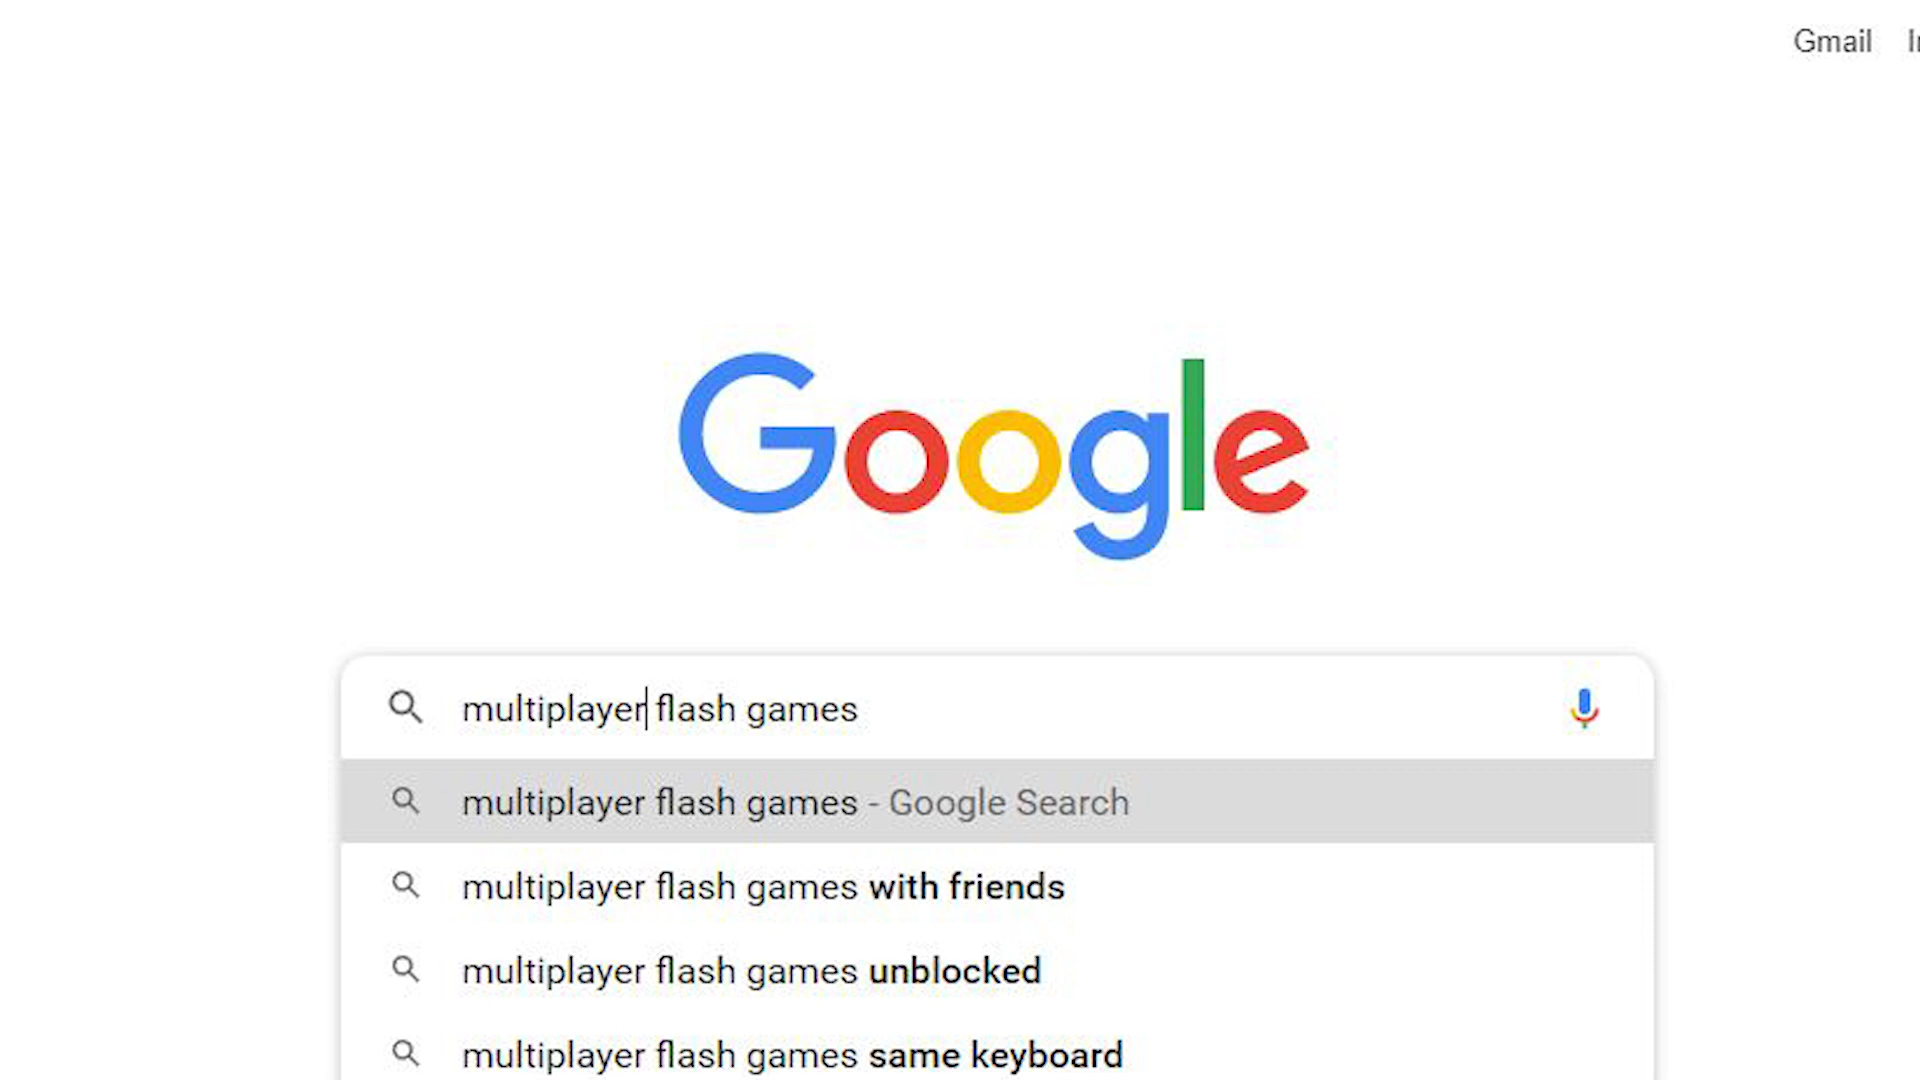 Gmail
Google
multiplayer flash games
multiplayer flash games - Google Search
multiplayer flash games with friends
multiplayer flash games unblocked
multiplayer flash games same keyboard